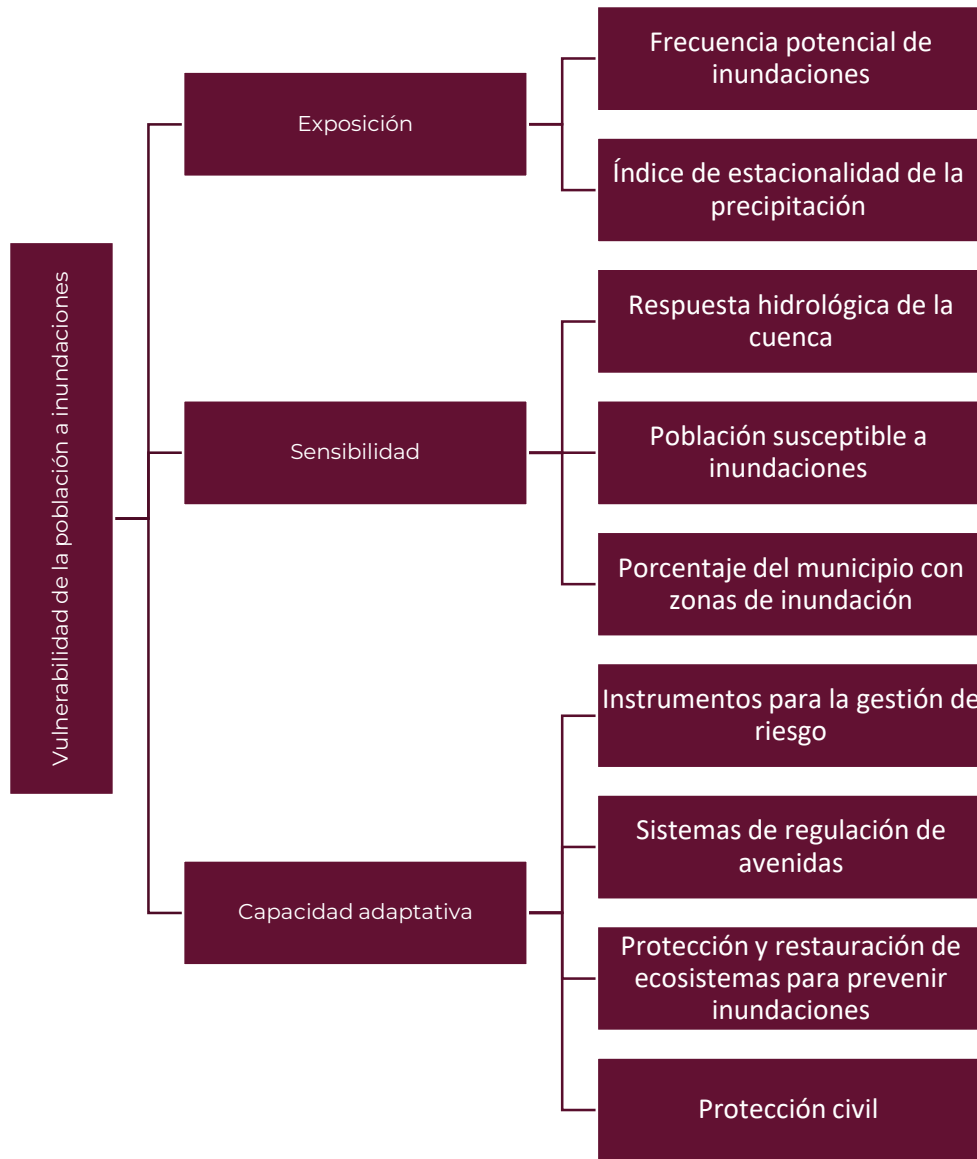 Vulnerabilidad de la población a inundaciones
Exposición
Frecuencia potencial de
inundaciones
Índice de estacionalidad de la
precipitación
Sensibilidad
Respuesta hidrológica de la
cuenca
Población susceptible a
inundaciones
Porcentaje del municipio con
zonas de inundación
Capacidad adaptativa
Instrumentos para la gestión de
riesgo
Sistemas de regulación de
avenidas
Protección y restauración de
ecosistemas para prevenir
inundaciones
Protección civil